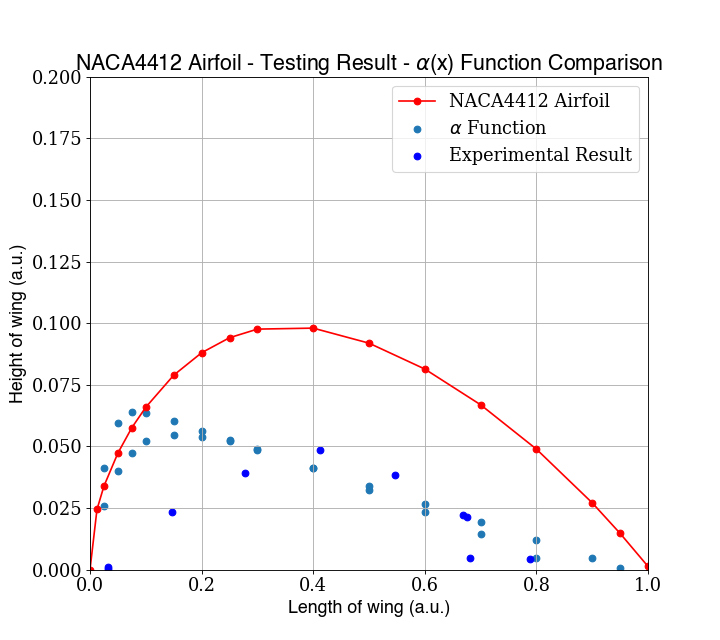 NACA4412 Airfoil - Testing Result - α(x) Function Comparison
NACA4412 Airfoil
α Function
Experimental Result
0.200
0.175
0.150
0.125
0.100
0.075
0.050
0.025
0.000
Height of wing (a.u.)
0.0 0.2 0.4 0.6 0.8 1.0
Length of wing (a.u.)